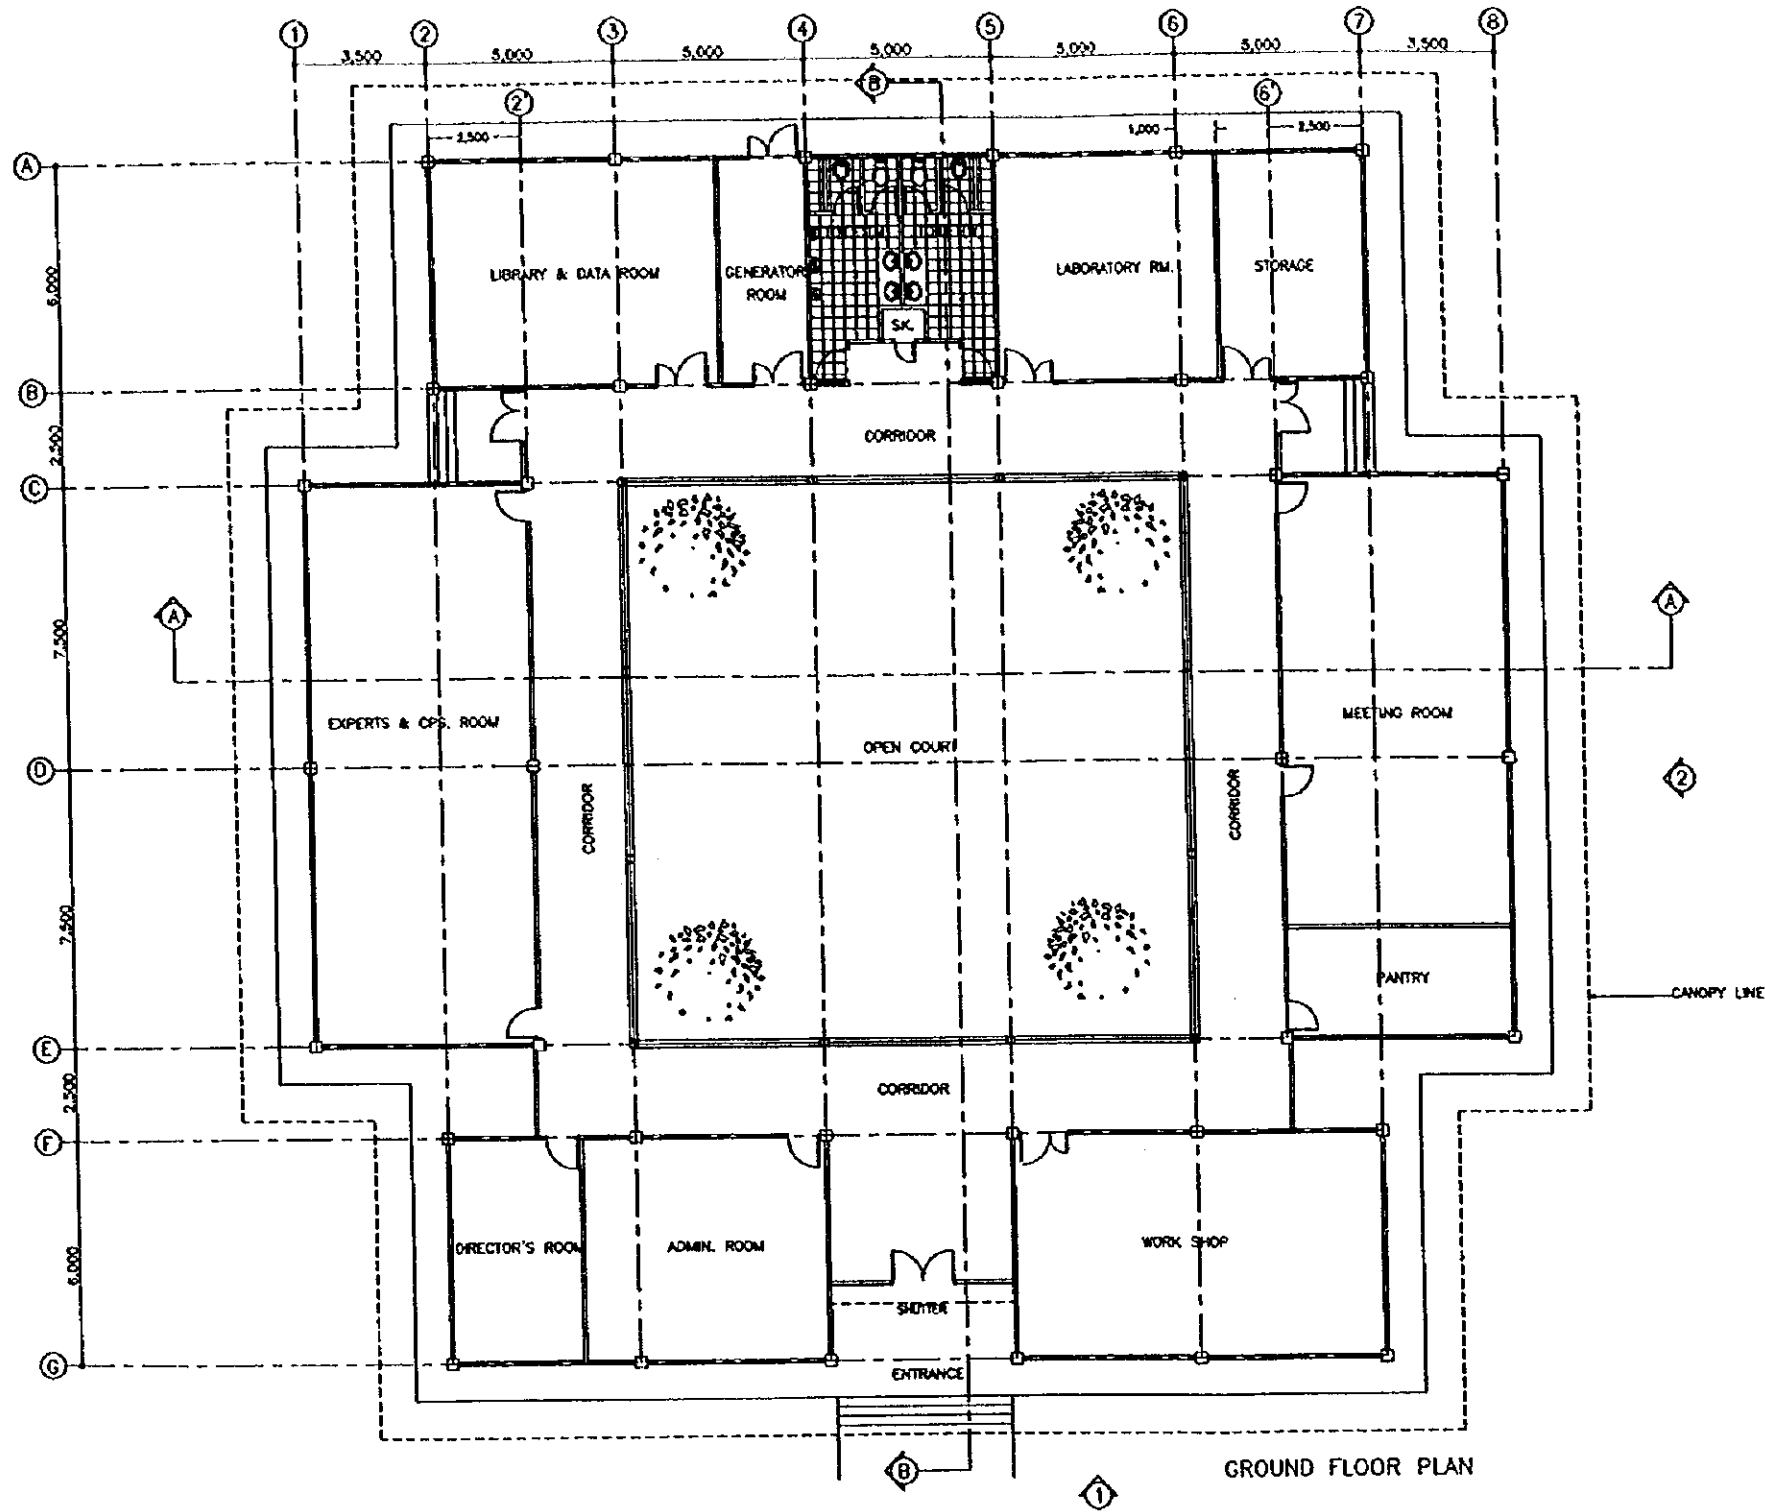 1 2 3 4 5 6 7 8
3,500 5,000 5,000 5,000 5,000 5,000 3,500
B
2' 6'
2,500 1,000 2,500
A
6,000
LIBRARY & DATA ROOM
GENERATOR
ROOM
LABORATORY RM.
STORAGE
SK.
B
2,500
CORRIDOR
C
A A
7,500
EXPERTS & CPS. ROOM
MEETING ROOM
OPEN COURT
D
2
CORRIDOR
CORRIDOR
7,500
PANTRY
CANOPY LINE
E
2,500
CORRIDOR
F
6,000
DIRECTOR'S ROOM
ADMIN. ROOM
WORK SHOP
SHUTTER
G
ENTRANCE
B
1
GROUND FLOOR PLAN